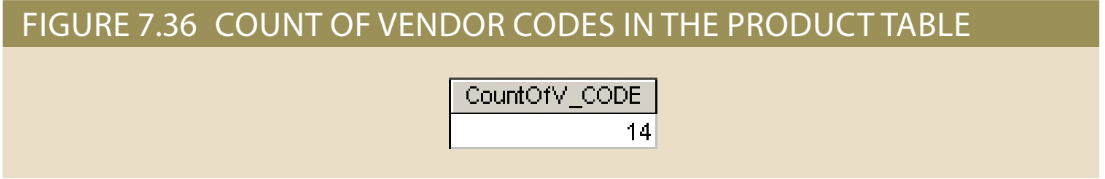 FIGURE 7.36 COUNT OF VENDOR CODES IN THE PRODUCT TABLE
CountOfV_CODE
14